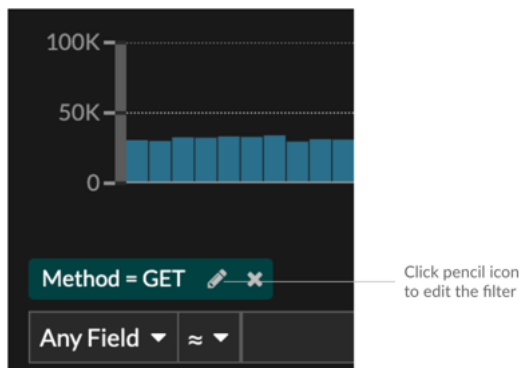 100K
50K
0
Method = GET
Click pencil icon
to edit the filter
Any Field ≈